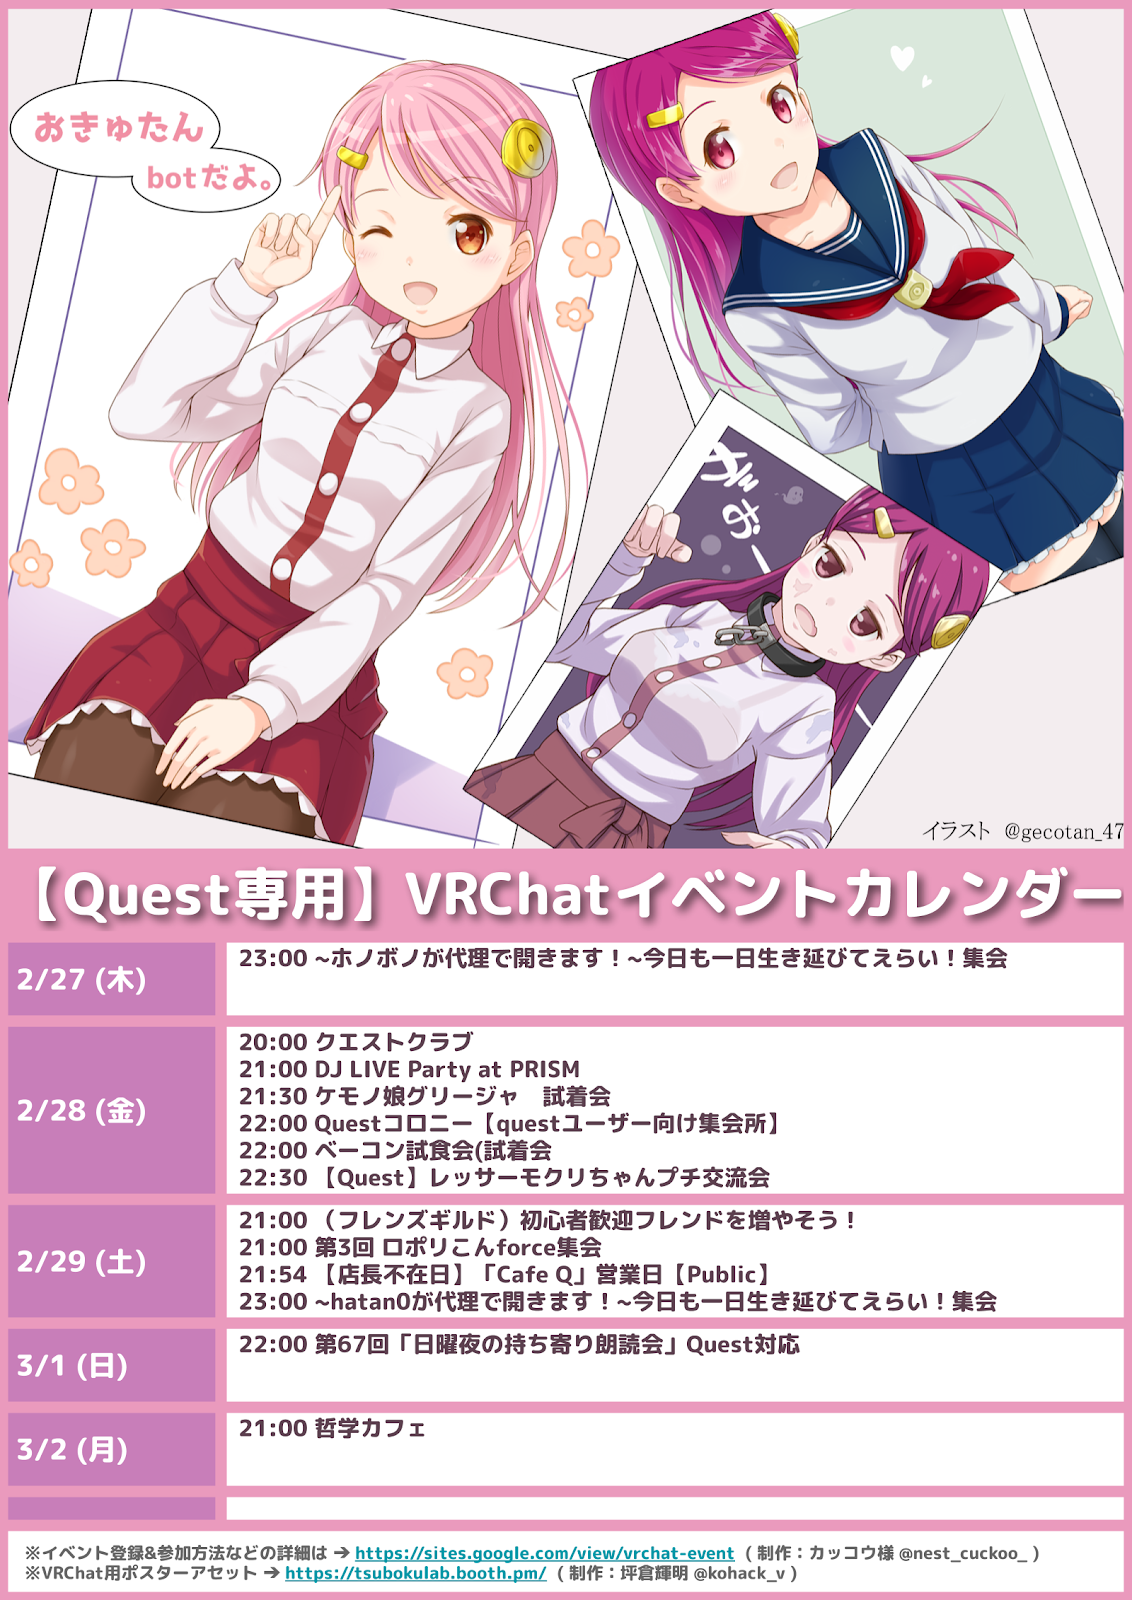 おきゅたん
botだよ。
がおー
イラスト @gecotan_47
【Quest専用】VRChatイベントカレンダー
2/27 (木)
23:00 ~ホノボノが代理で開きます！~今日も一日生き延びてえらい！集会
2/28 (金)
20:00 クエストクラブ
21:00 DJ LIVE Party at PRISM
21:30 ケモノ娘グリージャ　試着会
22:00 Questコロニー【questユーザー向け集会所】
22:00 ベーコン試食会(試着会
22:30 【Quest】レッサーモクリちゃんプチ交流会
2/29 (土)
21:00 （フレンズギルド）初心者歓迎フレンドを増やそう！
21:00 第3回 ロポリこんforce集会
21:54 【店長不在日】「Cafe Q」営業日【Public】
23:00 ~hatan0が代理で開きます！~今日も一日生き延びてえらい！集会
3/1 (日)
22:00 第67回「日曜夜の持ち寄り朗読会」Quest対応
3/2 (月)
21:00 哲学カフェ
※イベント登録&参加方法などの詳細は → https://sites.google.com/view/vrchat-event ( 制作：カッコウ様 @nest_cuckoo_ )
※VRChat用ポスターアセット → https://tsubokulab.booth.pm/ ( 制作：坪倉輝明 @kohack_v )